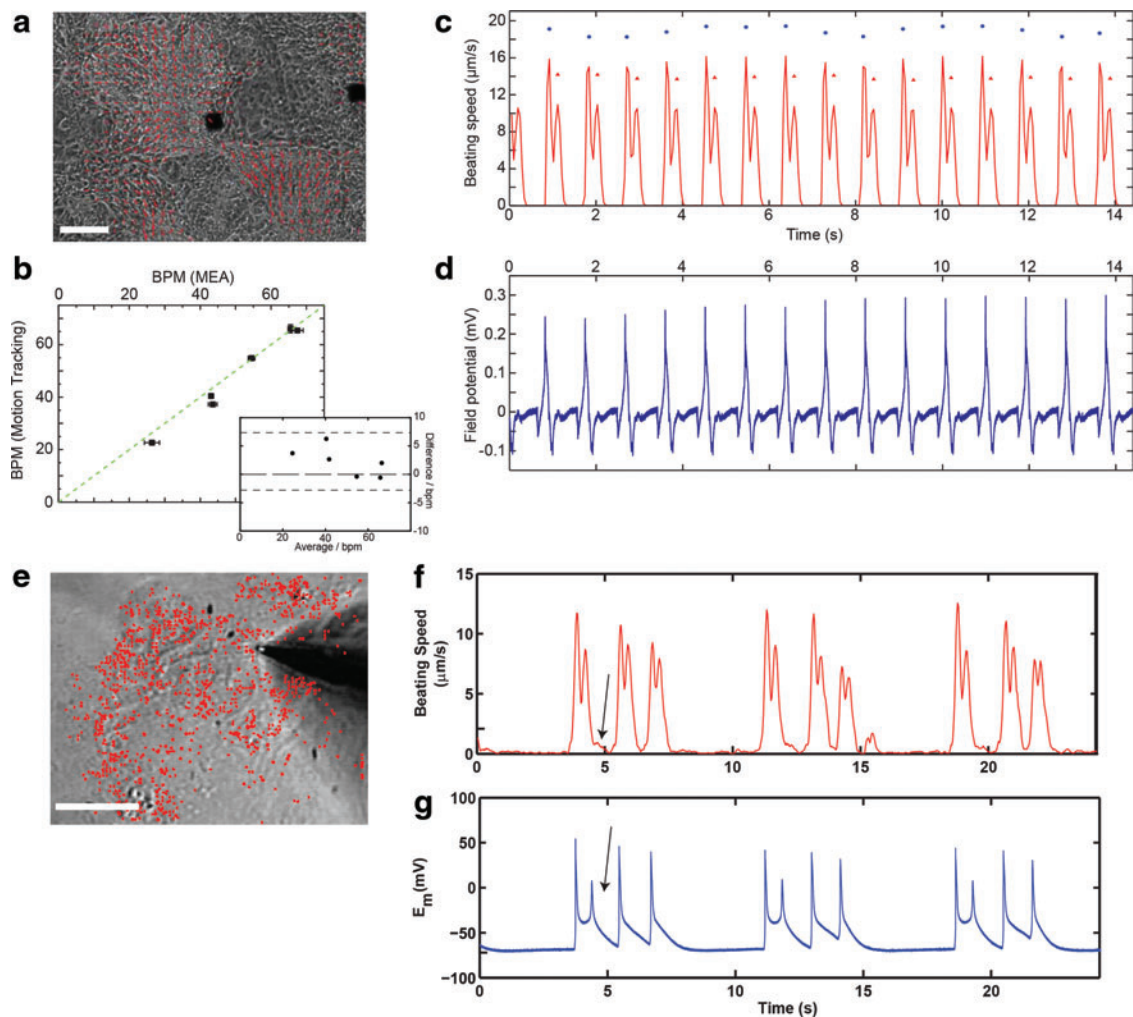 a
b
BPM (MEA)
0 20 40 60
BPM (Motion Tracking)
60
40
20
0
10
5
0
-5
-10
Difference / bpm
0 20 40 60
Average / bpm
c
Beating speed (μm/s)
20
16
12
8
4
0
0 2 4 6 8 10 12 14
Time (s)
d
0 2 4 6 8 10 12 14
Field potential (mV)
0.3
0.2
0.1
0
-0.1
e
f
Beating Speed
(μm/s)
15
10
5
0
0 5 10 15 20
g
Em(mV)
100
50
0
−50
−100
0 5 10 15 20
Time (s)